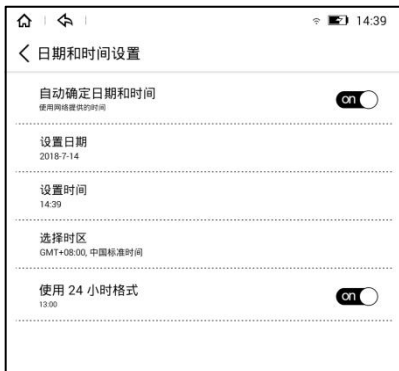 14:39
日期和时间设置
自动确定日期和时间
使用网络提供的时间
on
设置日期
2018-7-14
设置时间
14:39
选择时区
GMT+08:00, 中国标准时间
使用 24 小时格式
13:00
on